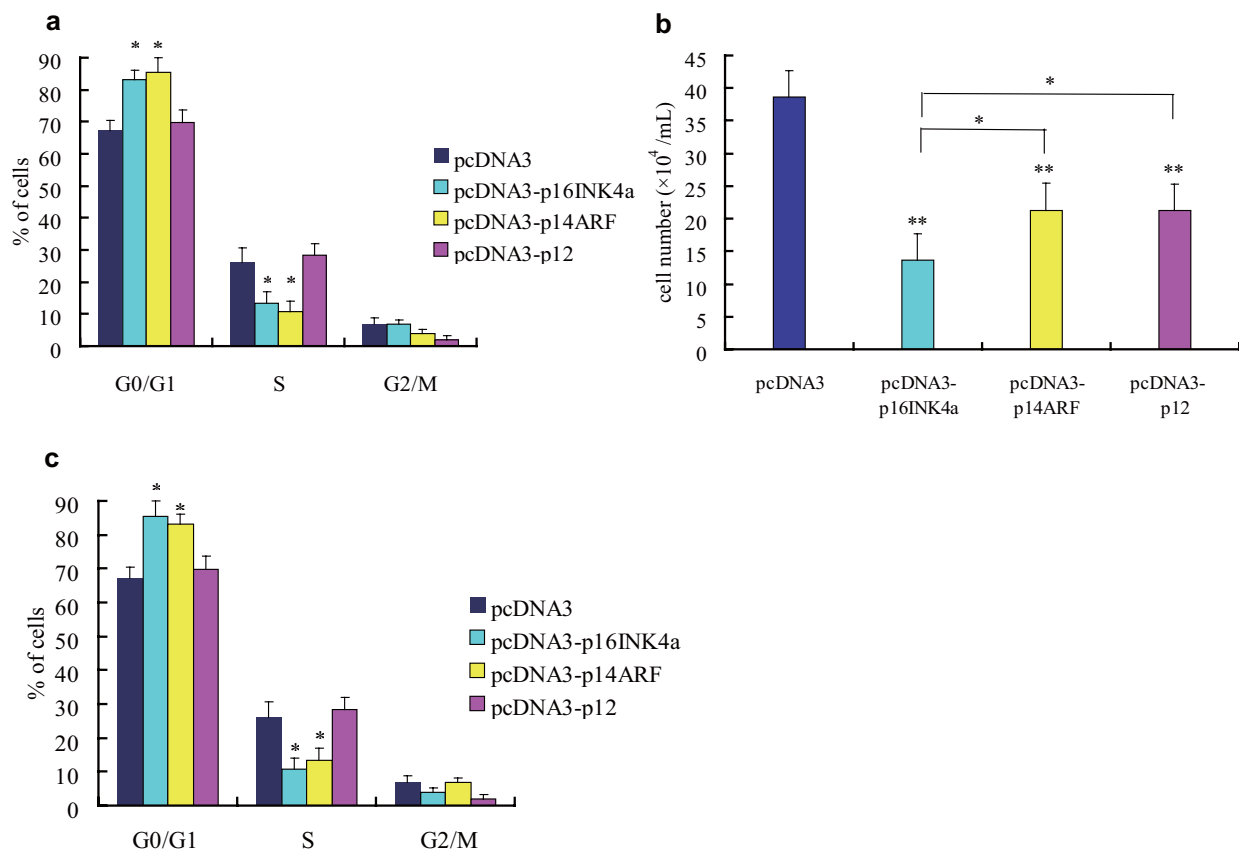 a
* *
90
80
70
60
50
40
30
20
10
0
% of cells
* *
G0/G1 S G2/M
pcDNA3
pcDNA3-p16INK4a
pcDNA3-p14ARF
pcDNA3-p12
b
45
40
35
30
25
20
15
10
5
0
cell number (×10⁴ /mL)
*
*
** ** **
pcDNA3
pcDNA3-
p16INK4a
pcDNA3-
p14ARF
pcDNA3-
p12
c
* *
90
80
70
60
50
40
30
20
10
0
% of cells
* *
G0/G1 S G2/M
pcDNA3
pcDNA3-p16INK4a
pcDNA3-p14ARF
pcDNA3-p12